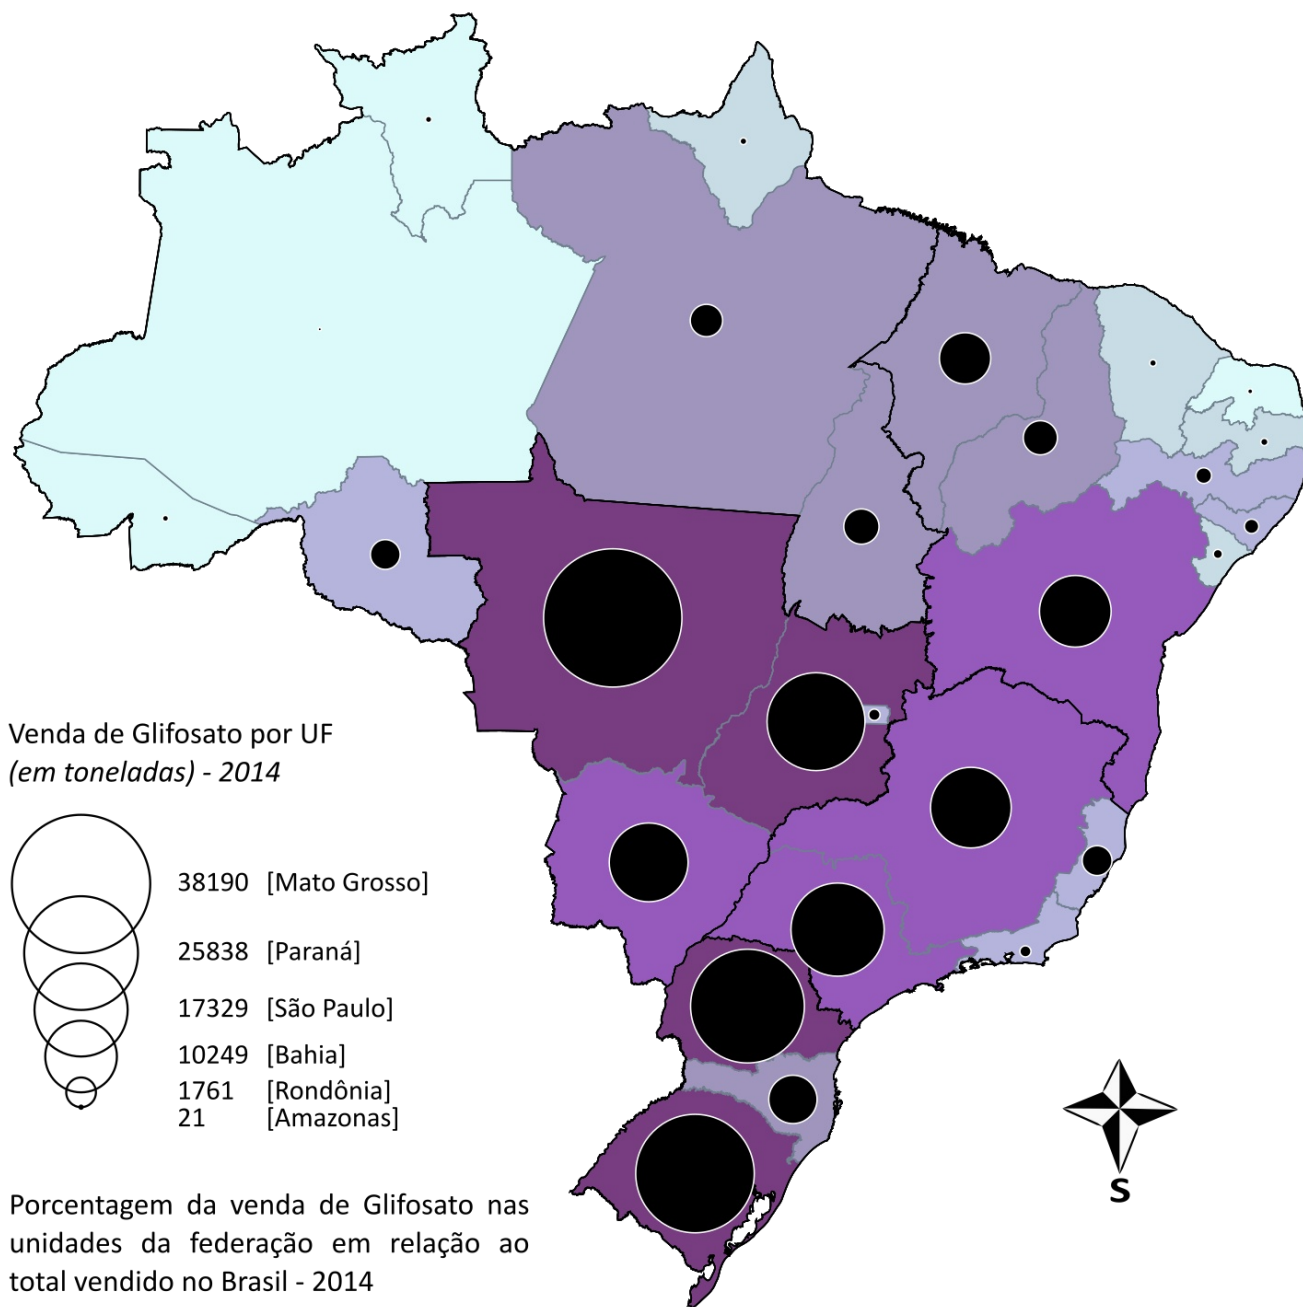 Venda de Glifosato por UF
(em toneladas) - 2014
38190 [Mato Grosso]
25838 [Paraná]
17329 [São Paulo]
10249 [Bahia]
1761 [Rondônia]
21 [Amazonas]
S
Porcentagem da venda de Glifosato nas
unidades da federação em relação ao
total vendido no Brasil - 2014